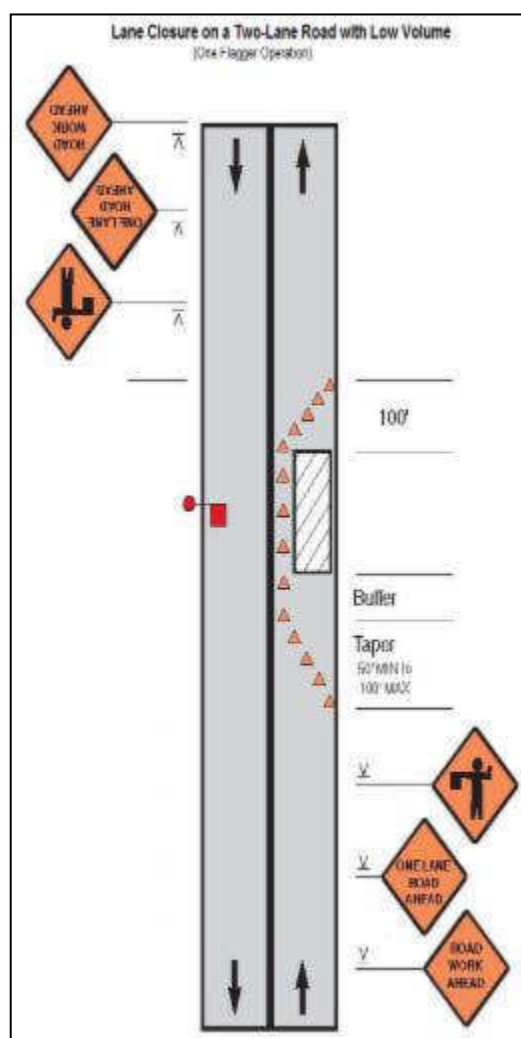 Lane Closure on a Two-Lane Road with Low Volume
(One Flagger Operation)
ROAD
WORK
AHEAD
ONE LANE
ROAD
AHEAD
100'
Buffer
Taper
50' MIN to
100' MAX
ONE LANE
ROAD
AHEAD
ROAD
WORK
AHEAD